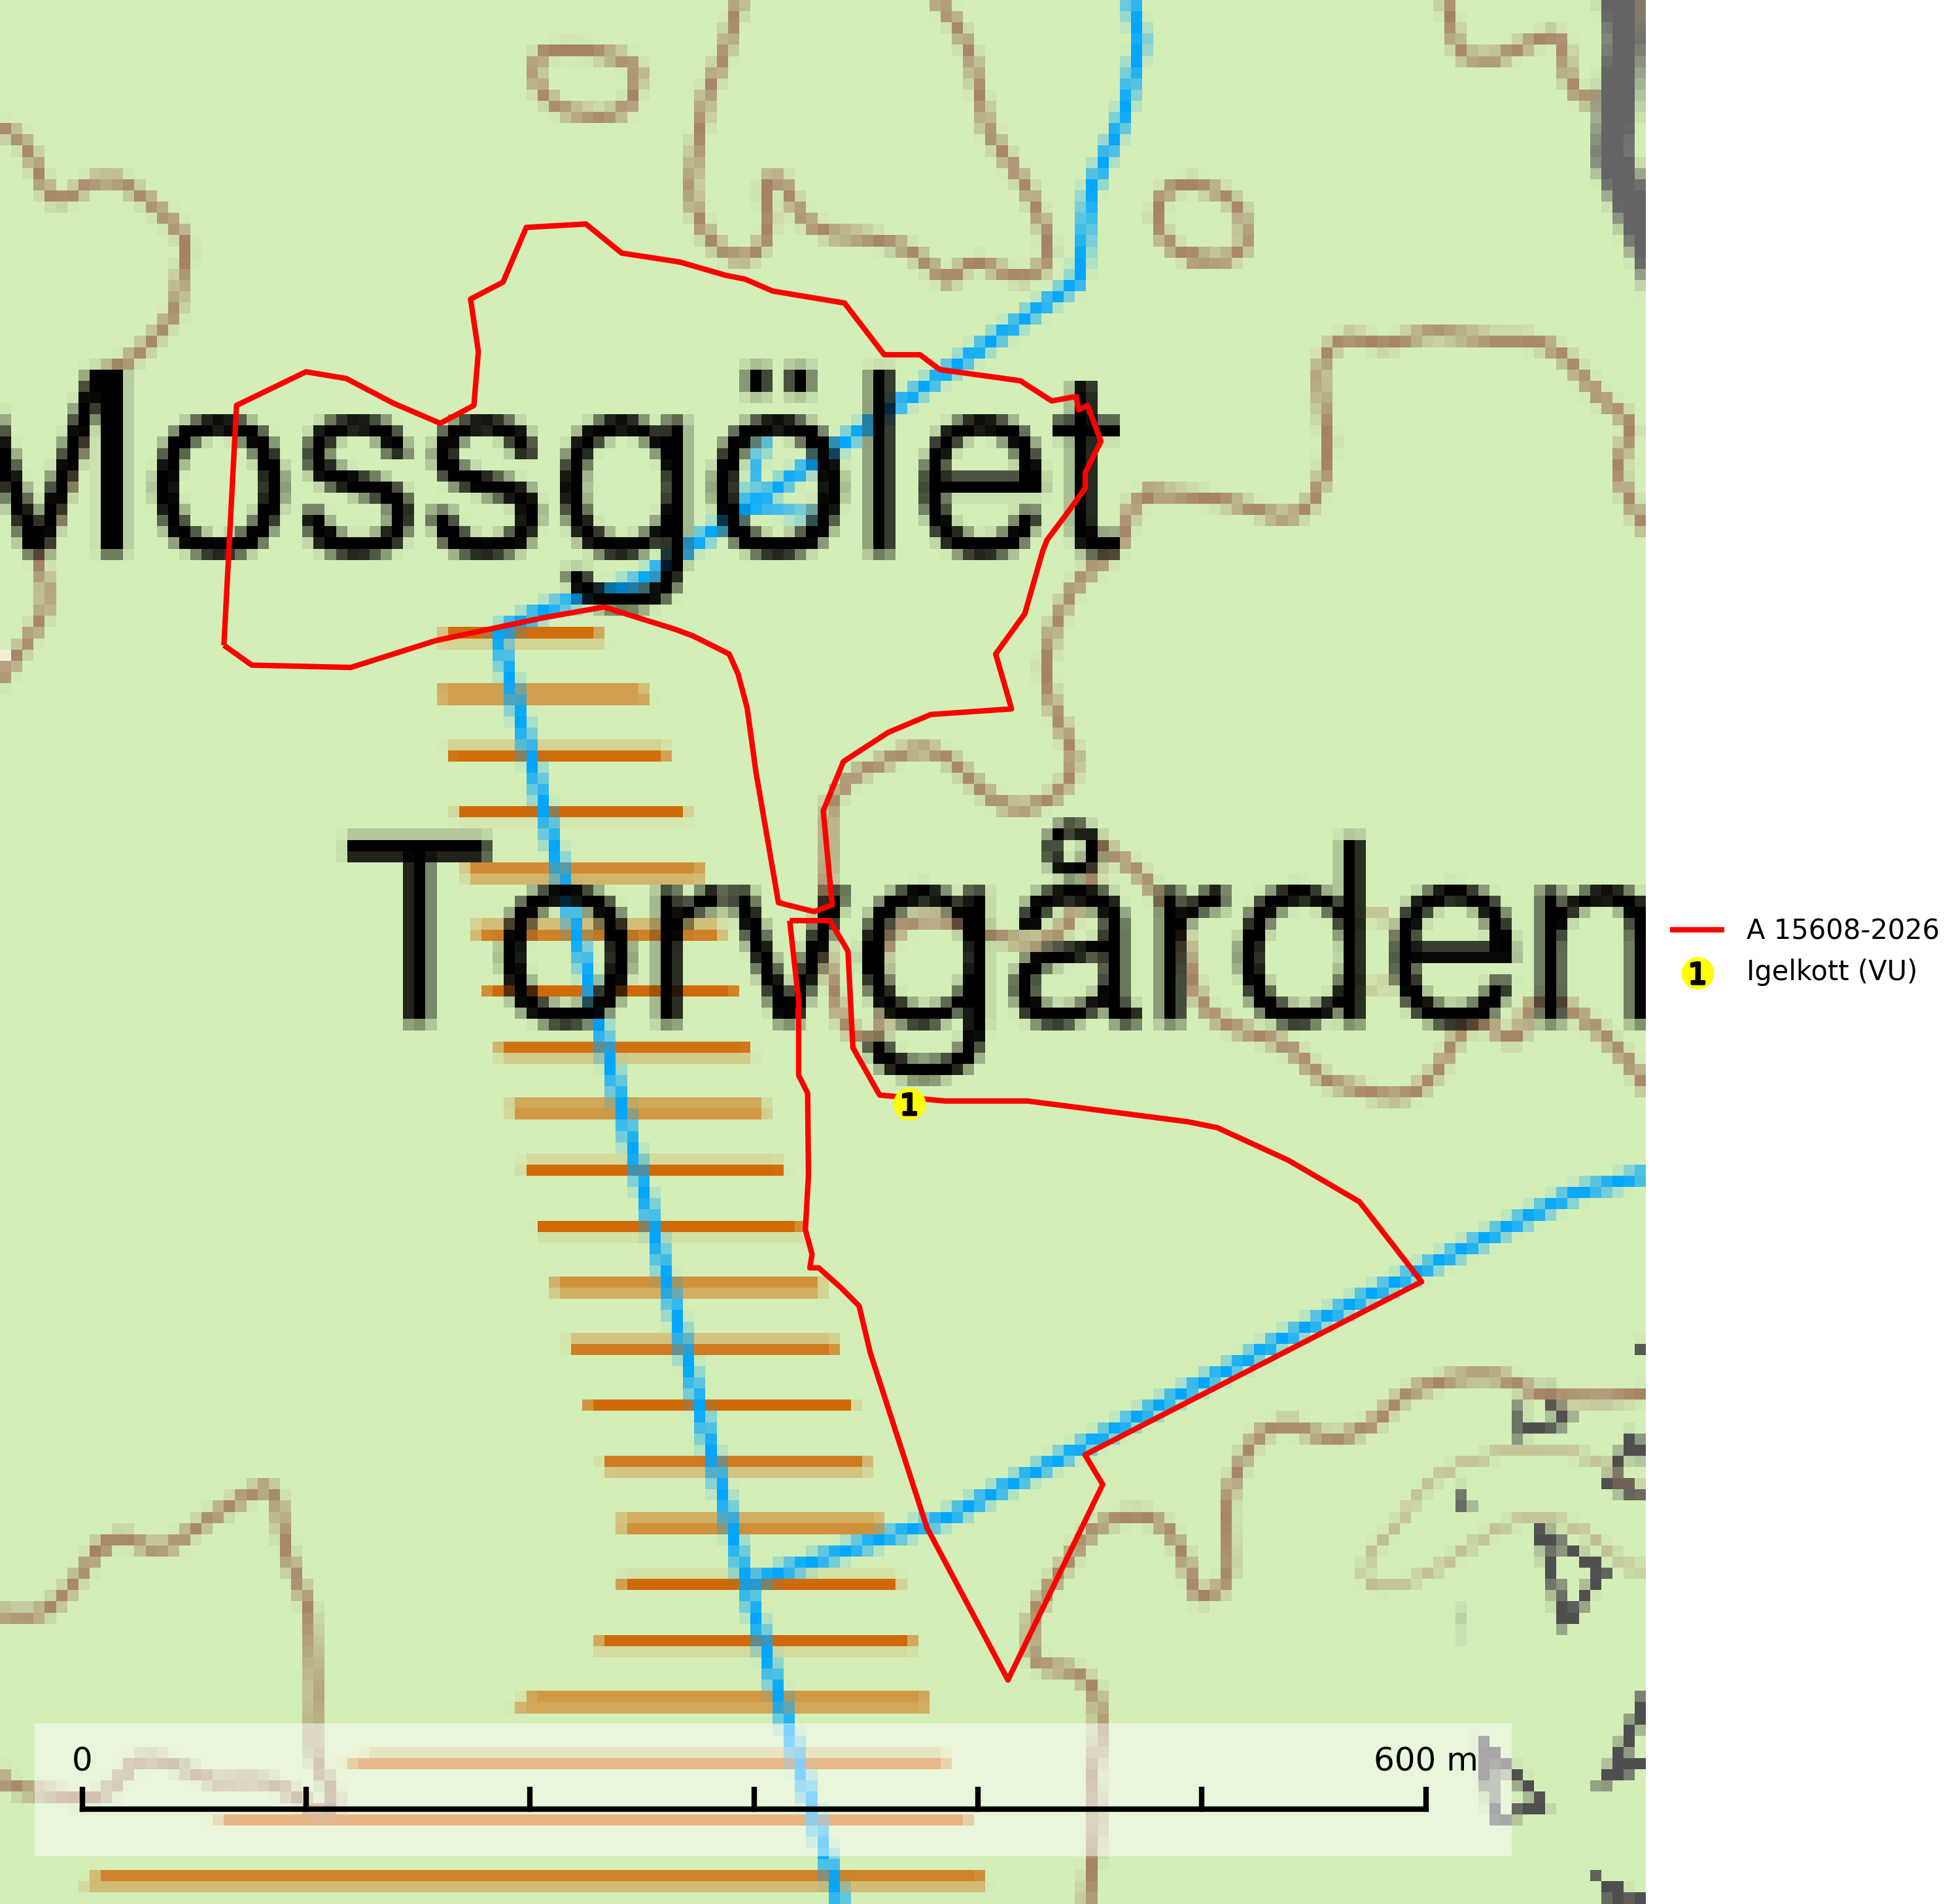 Mossgölet
Torvgården
A 15608-2026
1 Igelkott (VU)
1
0 600 m